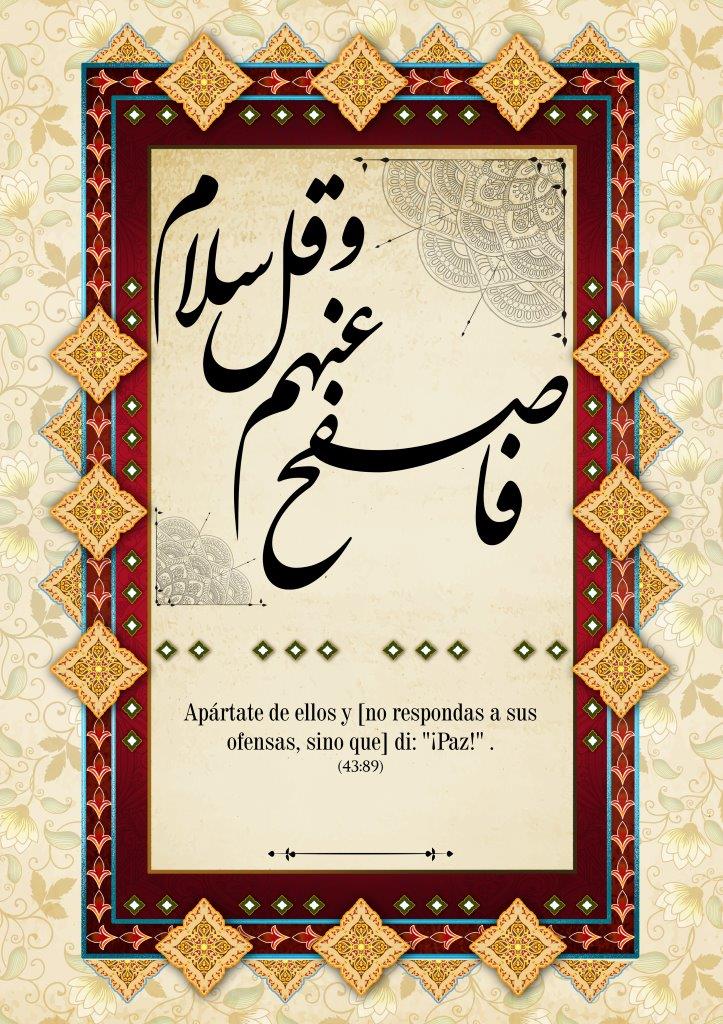 فاصفح
عنهم
وقل سلام
Apártate de ellos y [no respondas a sus
ofensas, sino que] di: "¡Paz!" .
(43:89)